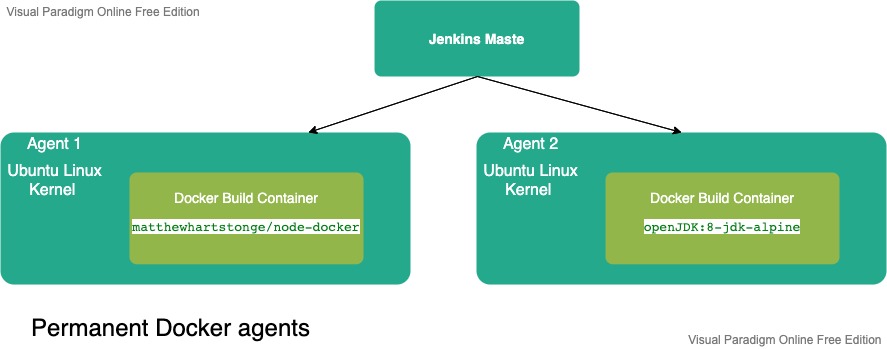 Visual Paradigm Online Free Edition
Jenkins Maste
Agent 1
Ubuntu Linux
Kernel
Docker Build Container
matthewhartstonge/node-docker
Agent 2
Ubuntu Linux
Kernel
Docker Build Container
openJDK:8-jdk-alpine
Permanent Docker agents
Visual Paradigm Online Free Edition